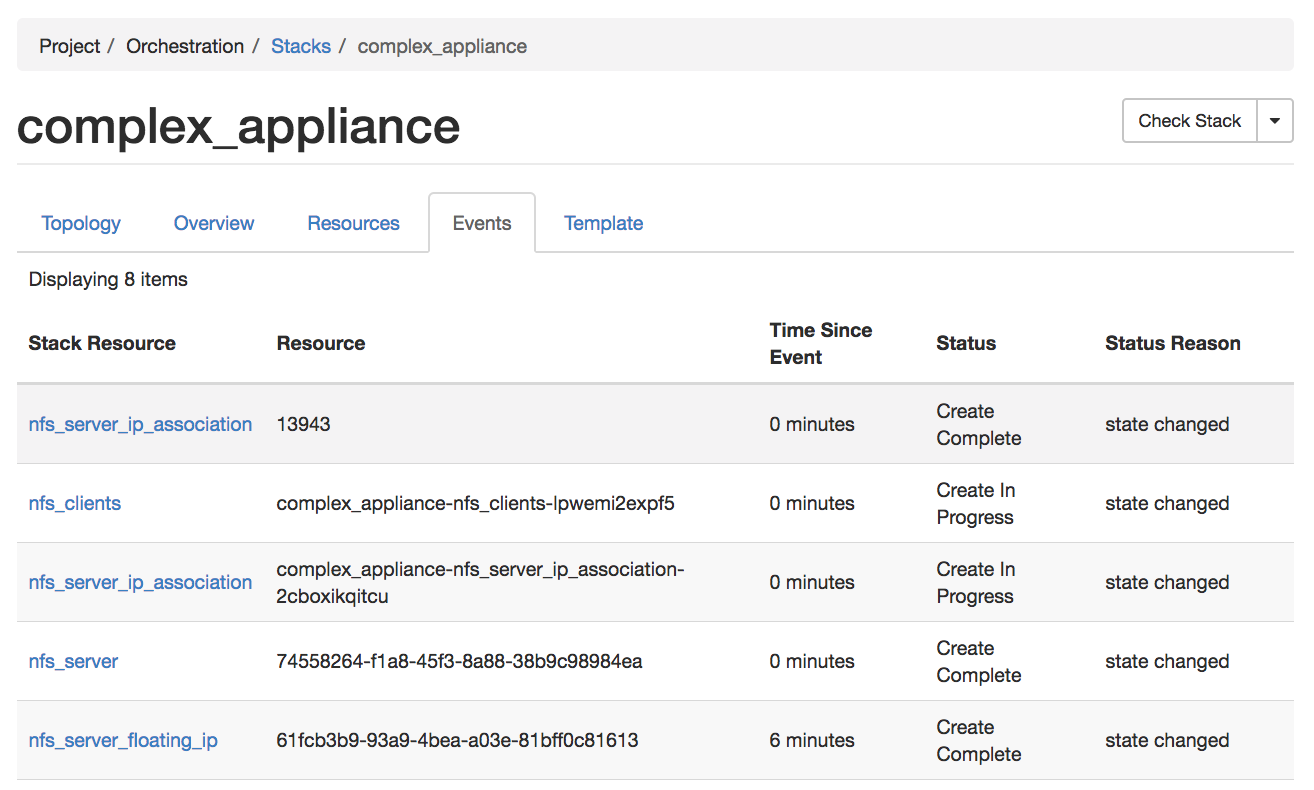 Project / Orchestration / Stacks / complex_appliance
complex_appliance
Check Stack
Topology Overview Resources Events Template
Displaying 8 items
Stack Resource Resource Time Since Event Status Status Reason
nfs_server_ip_association 13943 0 minutes Create Complete state changed
nfs_clients complex_appliance-nfs_clients-lpwemi2expf5 0 minutes Create In Progress state changed
nfs_server_ip_association complex_appliance-nfs_server_ip_association-2cboxikqitcu 0 minutes Create In Progress state changed
nfs_server 74558264-f1a8-45f3-8a88-38b9c98984ea 0 minutes Create Complete state changed
nfs_server_floating_ip 61fcb3b9-93a9-4bea-a03e-81bff0c81613 6 minutes Create Complete state changed